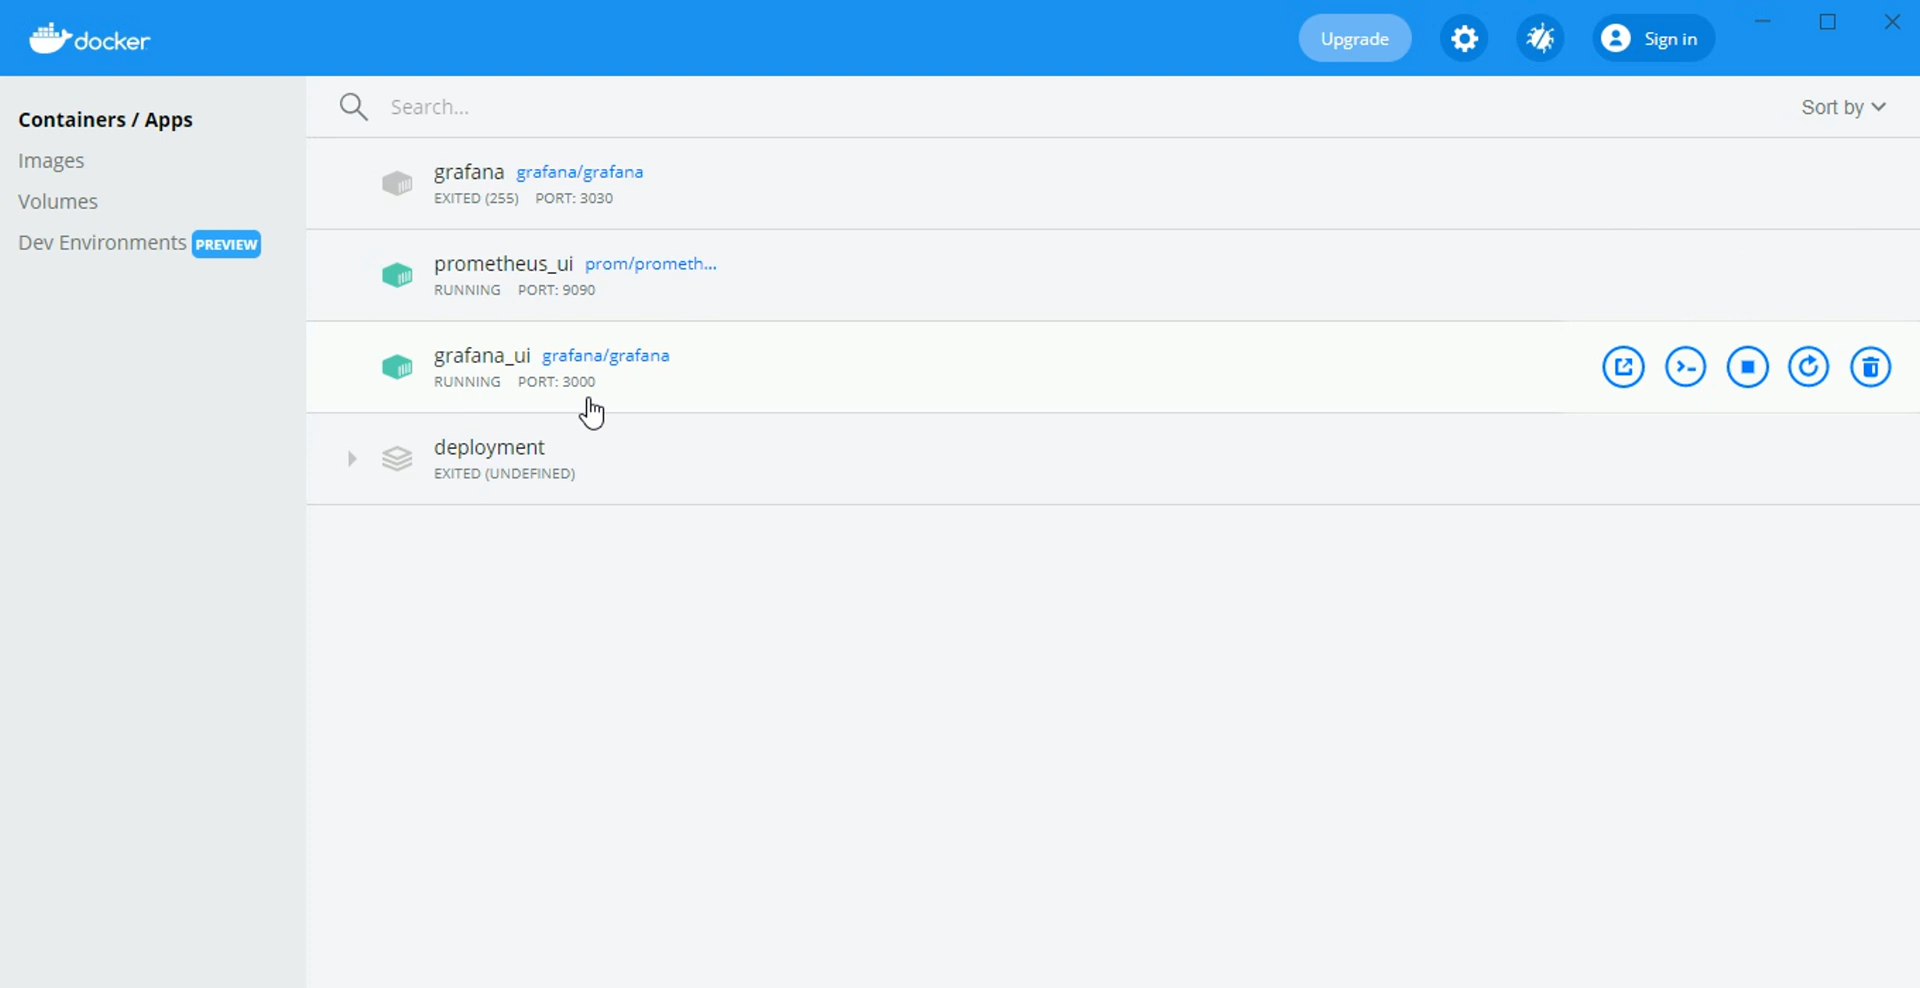 docker
Upgrade
Sign in
Containers / Apps
Images
Volumes
Dev Environments PREVIEW
Search...
Sort by
grafana grafana/grafana
EXITED (255) PORT: 3030
prometheus_ui prom/prometh...
RUNNING PORT: 9090
grafana_ui grafana/grafana
RUNNING PORT: 3000
deployment
EXITED (UNDEFINED)